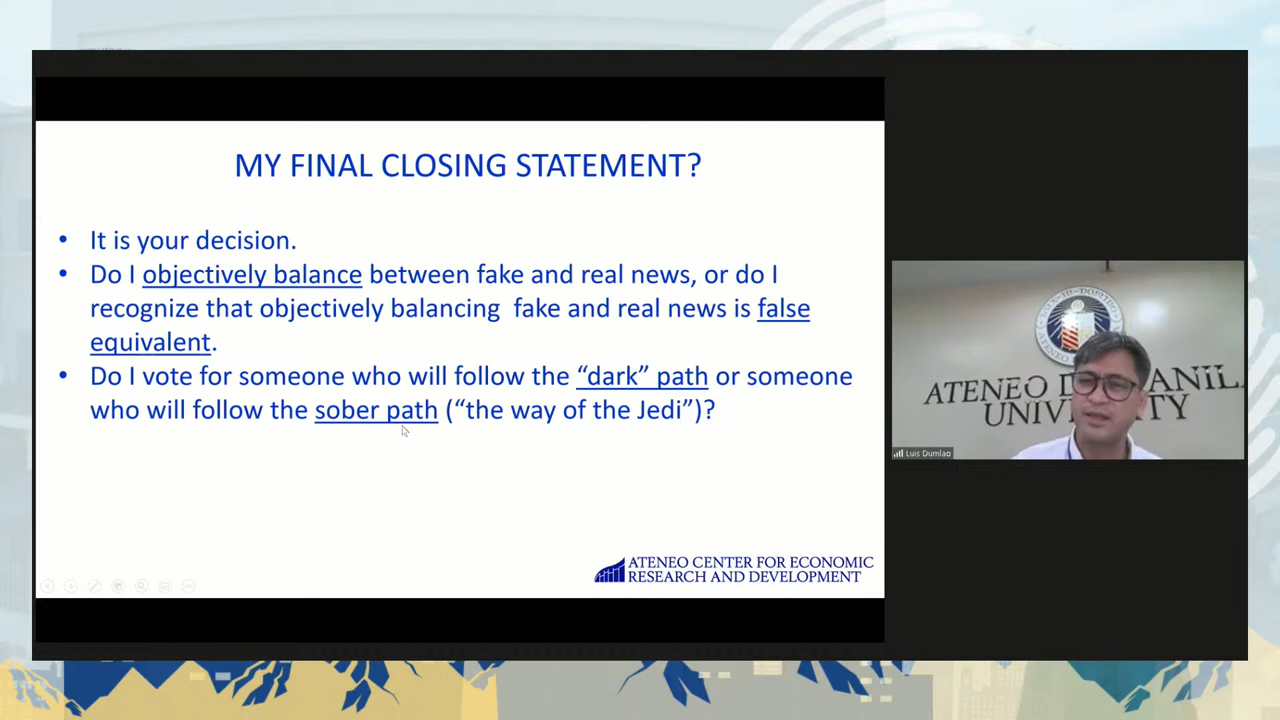 MY FINAL CLOSING STATEMENT?
• It is your decision.
• Do I objectively balance between fake and real news, or do I
recognize that objectively balancing fake and real news is false
equivalent.
• Do I vote for someone who will follow the “dark” path or someone
who will follow the sober path (“the way of the Jedi”)?
ATENEO CENTER FOR ECONOMIC
RESEARCH AND DEVELOPMENT
ATENEO D MANIL
UNIV ITY
Luis Dumlao